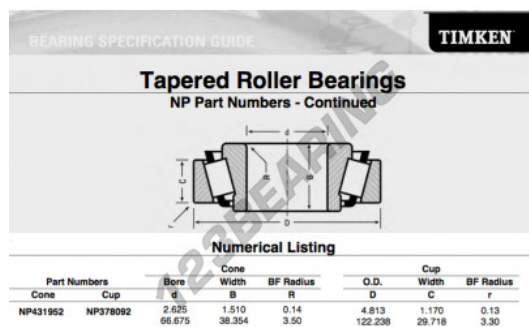 BEARING SPECIFICATION GUIDE
TIMKEN
Tapered Roller Bearings
NP Part Numbers - Continued
d
C
R
B
r
D
123BEARING
Numerical Listing
Cone Cup
Part Numbers Bore Width BF Radius O.D. Width BF Radius
Cone Cup d B R D C r
NP431952 NP378092 2.625 1.510 0.14 4.813 1.170 0.13
66.675 38.354 3.50 122.238 29.718 3.30